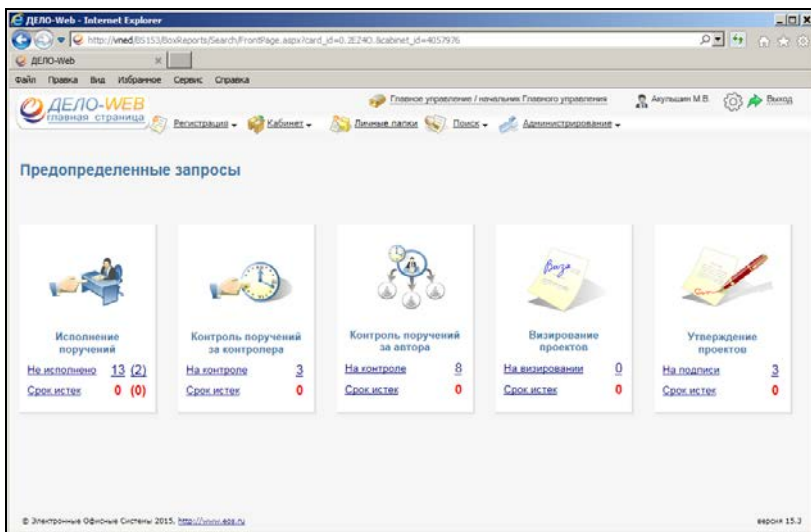 ДЕЛО-Web - Internet Explorer
http://vned/BS153/BoxReports/Search/FrontPage.aspx?card_id=0.2EZ4O.&cabinet_id=4057976
ДЕЛО-Web
Файл Правка Вид Избранное Сервис Справка
ДЕЛО-WEB
главная страница
Главное управление / начальник Главного управления
Акульшин М.В.
Выход
Регистрация Кабинет Личные папки Поиск Администрирование
Предопределенные запросы
Исполнение
поручений
Не исполнено 13 (2)
Срок истек 0 (0)
Контроль поручений
за контролера
На контроле 3
Срок истек 0
Контроль поручений
за автора
На контроле 8
Срок истек 0
Виза
Визирование
проектов
На визировании 0
Срок истек 0
Утверждение
проектов
На подписи 3
Срок истек 0
© Электронные Офисные Системы 2015, http://www.eos.ru
версия 15.3